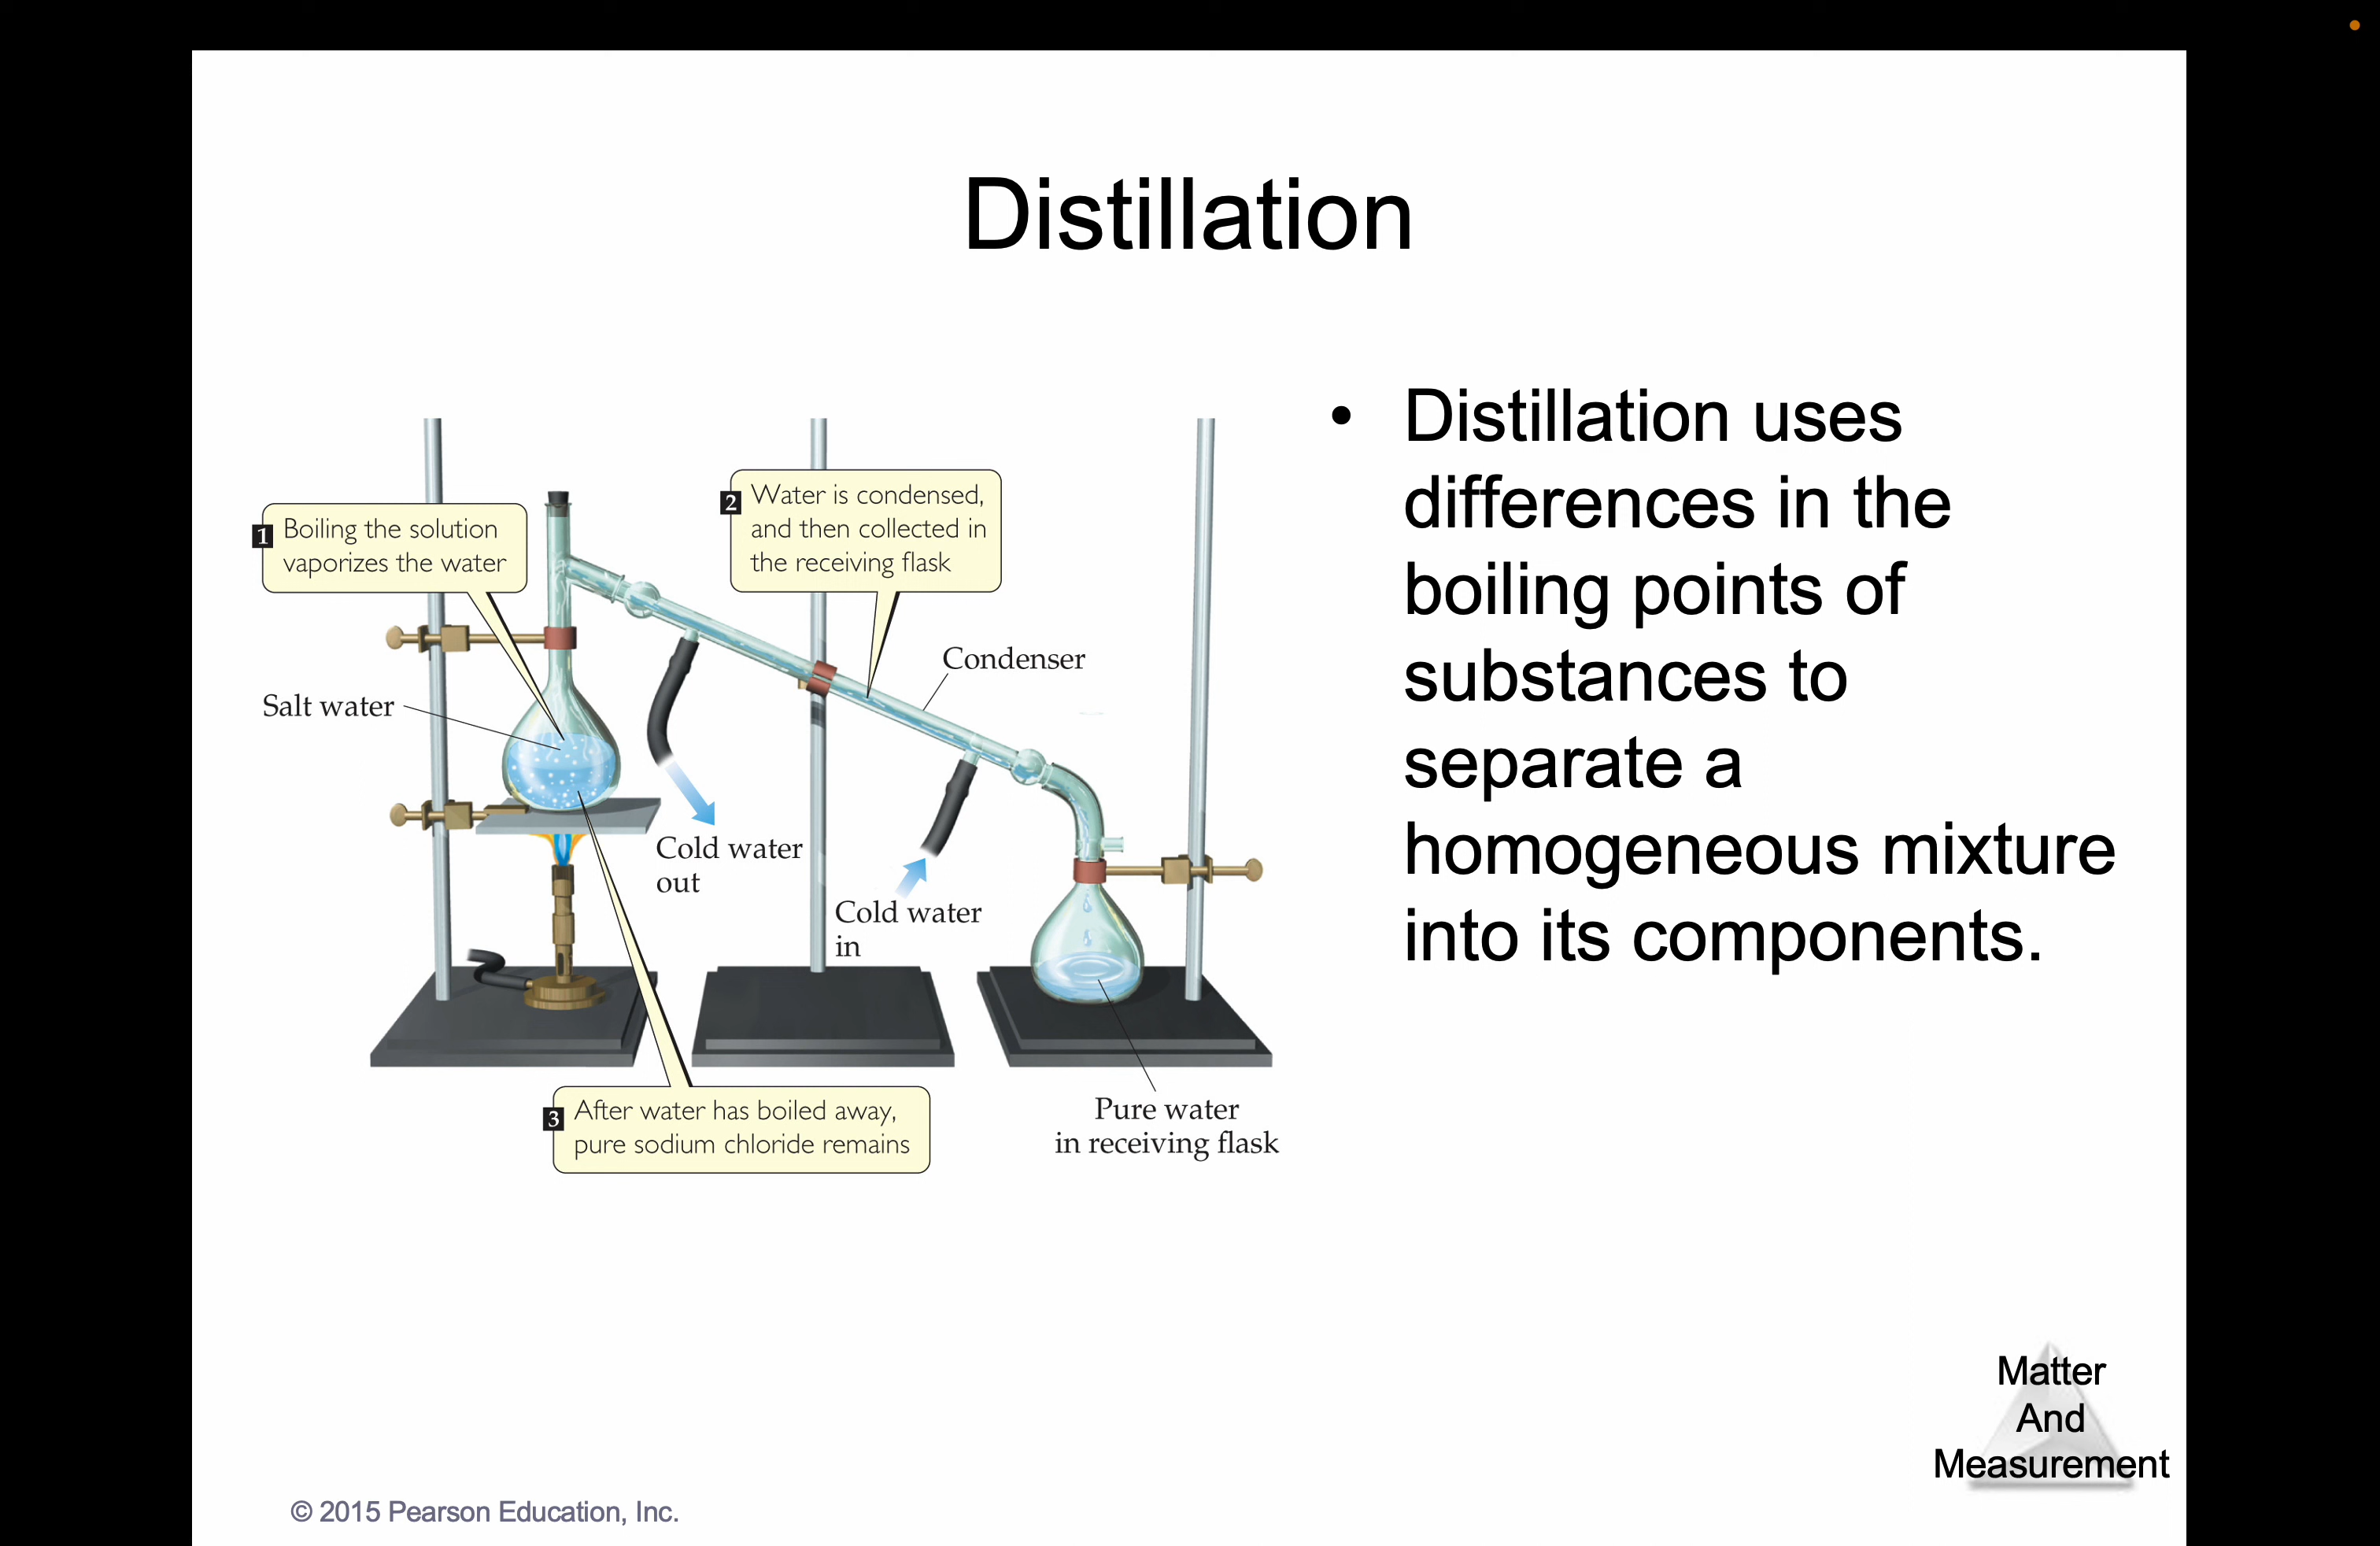 Distillation
1 Boiling the solution
vaporizes the water
2 Water is condensed,
and then collected in
the receiving flask
Condenser
Salt water
Cold water
out
Cold water
in
3 After water has boiled away,
pure sodium chloride remains
Pure water
in receiving flask
• Distillation uses
differences in the
boiling points of
substances to
separate a
homogeneous mixture
into its components.
Matter
And
Measurement
© 2015 Pearson Education, Inc.